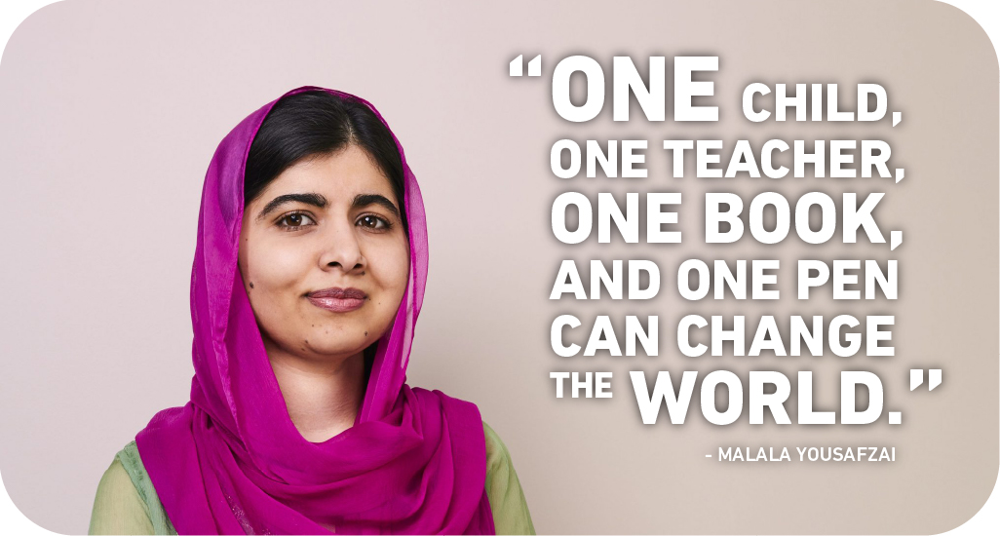 “ONE CHILD,
ONE TEACHER,
ONE BOOK,
AND ONE PEN
CAN CHANGE
THE WORLD.”
- MALALA YOUSAFZAI